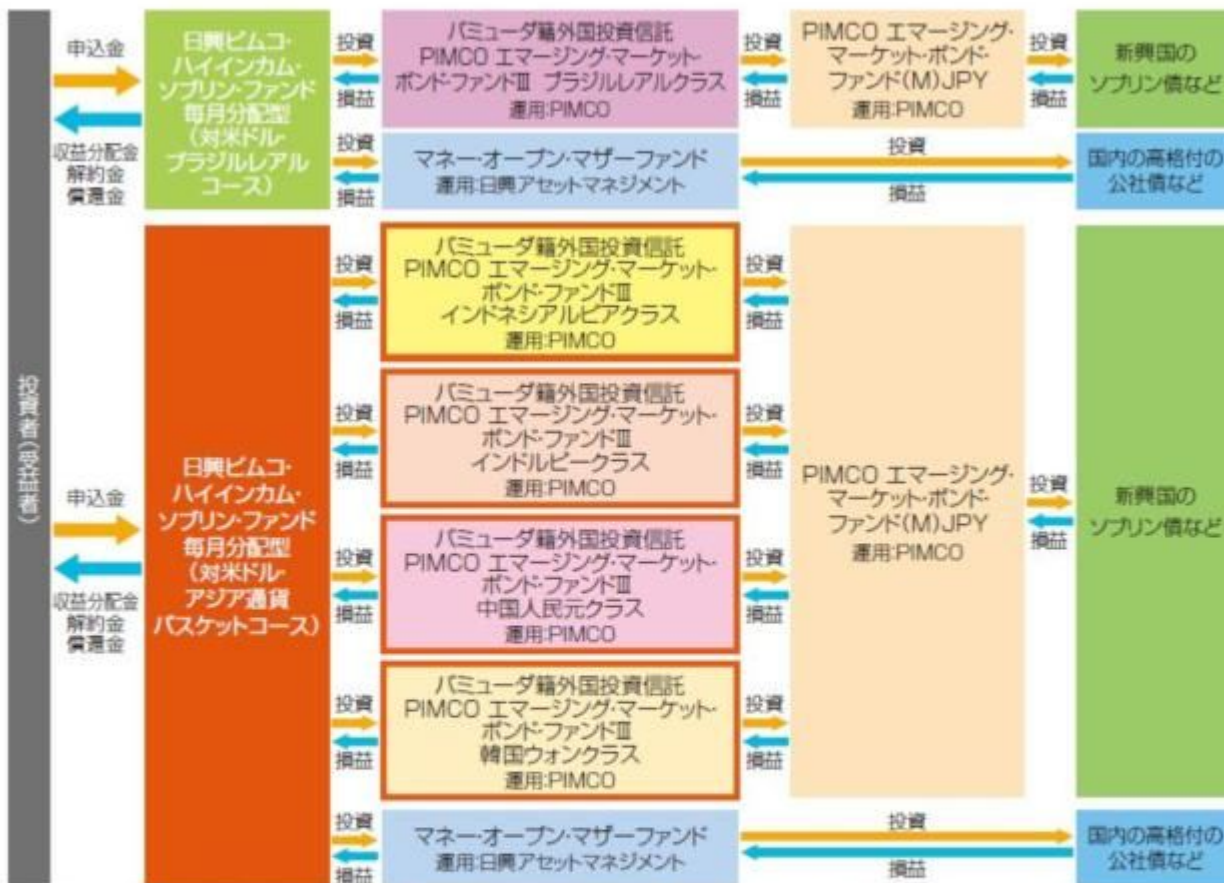 投資者(受益者)
申込金
収益分配金
解約金
償還金
日興ピムコ・
ハイインカム・
ソブリン・ファンド
毎月分配型
(対米ドル・
ブラジルレアル
コース)
投資
損益
バミューダ籍外国投資信託
PIMCO エマージング・マーケット・
ボンド・ファンドⅢ ブラジルレアルクラス
運用:PIMCO
投資
損益
PIMCO エマージング・
マーケット・ボンド・
ファンド(M)JPY
運用:PIMCO
投資
損益
新興国の
ソブリン債など
投資
損益
マネー・オープン・マザーファンド
運用:日興アセットマネジメント
投資
損益
国内の高格付の
公社債など
申込金
収益分配金
解約金
償還金
日興ピムコ・
ハイインカム・
ソブリン・ファンド
毎月分配型
(対米ドル・
アジア通貨
バスケットコース)
投資
損益
バミューダ籍外国投資信託
PIMCO エマージング・マーケット・
ボンド・ファンドⅢ
インドネシアルピアクラス
運用:PIMCO
投資
損益
投資
損益
バミューダ籍外国投資信託
PIMCO エマージング・マーケット・
ボンド・ファンドⅢ
インドルピークラス
運用:PIMCO
投資
損益
投資
損益
バミューダ籍外国投資信託
PIMCO エマージング・マーケット・
ボンド・ファンドⅢ
中国人民元クラス
運用:PIMCO
投資
損益
投資
損益
バミューダ籍外国投資信託
PIMCO エマージング・マーケット・
ボンド・ファンドⅢ
韓国ウォンクラス
運用:PIMCO
投資
損益
PIMCO エマージング・
マーケット・ボンド・
ファンド(M)JPY
運用:PIMCO
投資
損益
新興国の
ソブリン債など
投資
損益
マネー・オープン・マザーファンド
運用:日興アセットマネジメント
投資
損益
国内の高格付の
公社債など